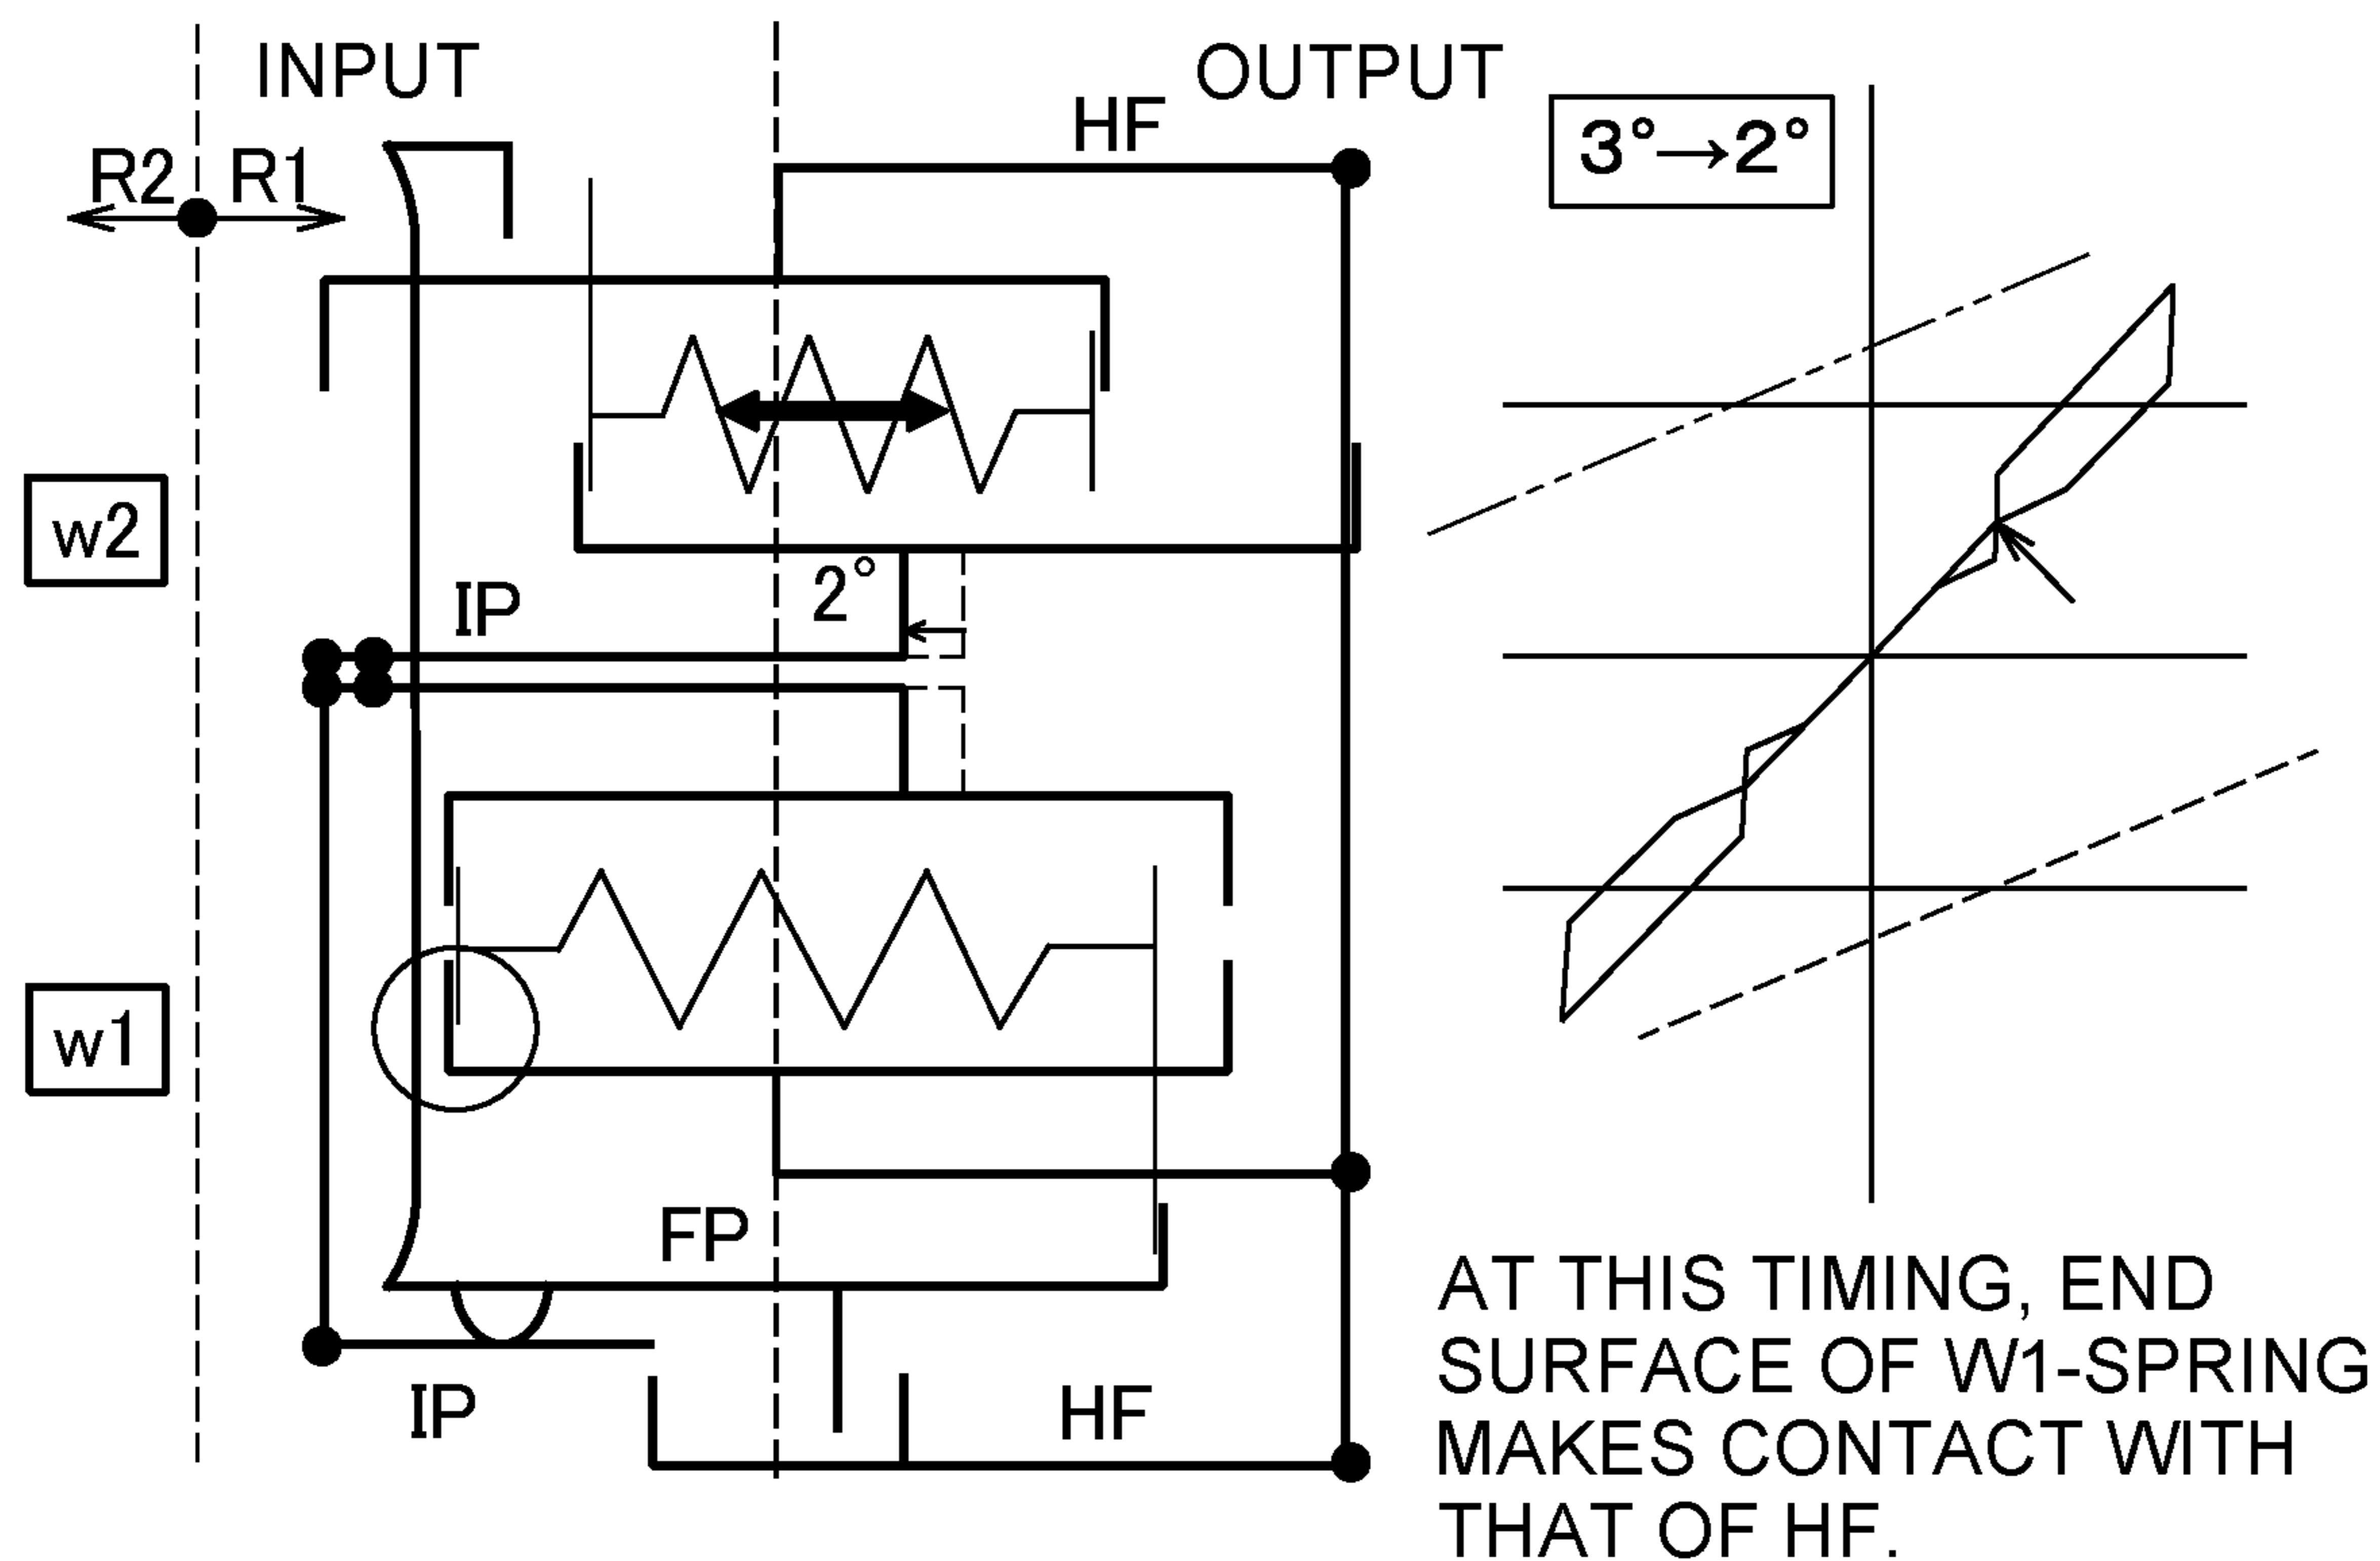 INPUT
OUTPUT
HF
3°→2°
R2
R1
w2
2°
IP
w1
FP
IP
HF
AT THIS TIMING, END
SURFACE OF W1-SPRING
MAKES CONTACT WITH
THAT OF HF.